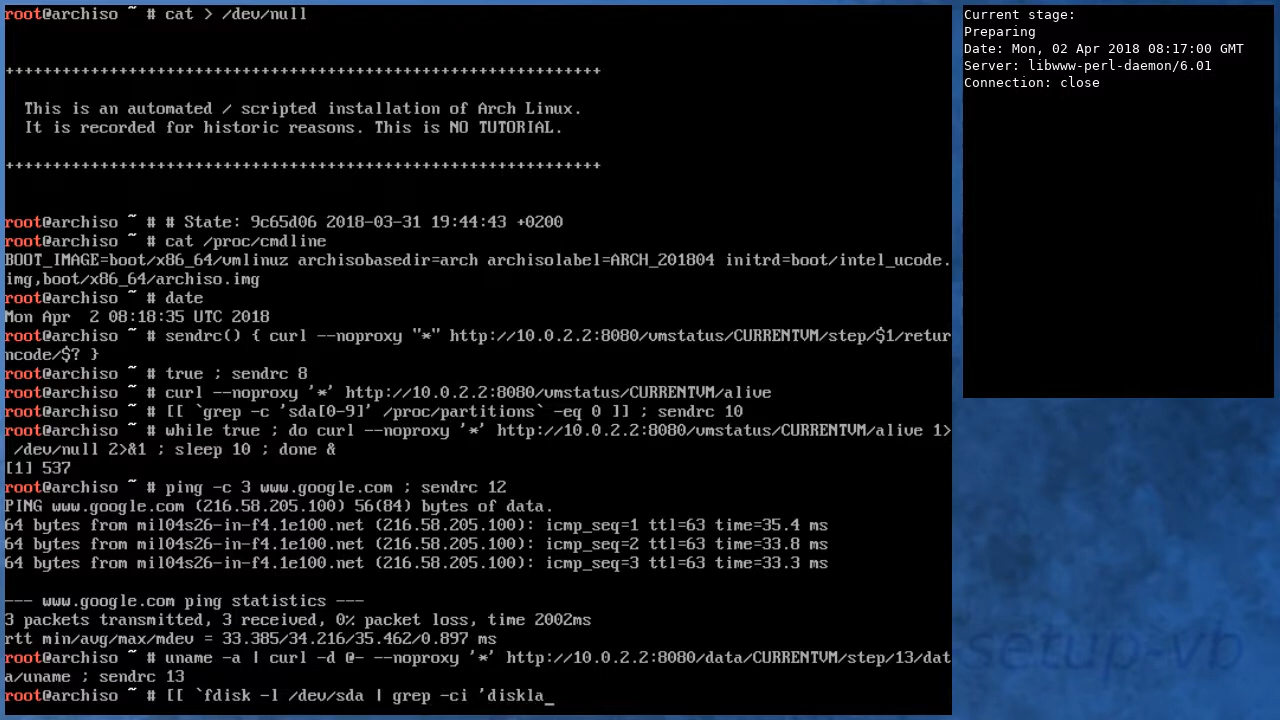 root@archiso ~ # cat > /dev/null
++++++++++++++++++++++++++++++++++++++++++++++++++++++++++++++++
This is an automated / scripted installation of Arch Linux.
It is recorded for historic reasons. This is NO TUTORIAL.
++++++++++++++++++++++++++++++++++++++++++++++++++++++++++++++++
root@archiso ~ # # State: 9c65d06 2018-03-31 19:44:43 +0200
root@archiso ~ # cat /proc/cmdline
BOOT_IMAGE=boot/x86_64/vmlinuz archisobasedir=arch archisolabel=ARCH_201804 initrd=boot/intel_ucode.
img,boot/x86_64/archiso.img
root@archiso ~ # date
Mon Apr  2 08:18:35 UTC 2018
root@archiso ~ # sendrc() { curl --noproxy "*" http://10.0.2.2:8080/vmstatus/CURRENTVM/step/$1/retur
ncode/$? }
root@archiso ~ # true ; sendrc 8
root@archiso ~ # curl --noproxy '*' http://10.0.2.2:8080/vmstatus/CURRENTVM/alive
root@archiso ~ # [[ `grep -c 'sda[0-9]' /proc/partitions` -eq 0 ]] ; sendrc 10
root@archiso ~ # while true ; do curl --noproxy '*' http://10.0.2.2:8080/vmstatus/CURRENTVM/alive 1>
/dev/null 2>&1 ; sleep 10 ; done &
[1] 537
root@archiso ~ # ping -c 3 www.google.com ; sendrc 12
PING www.google.com (216.58.205.100) 56(84) bytes of data.
64 bytes from mil04s26-in-f4.1e100.net (216.58.205.100): icmp_seq=1 ttl=63 time=35.4 ms
64 bytes from mil04s26-in-f4.1e100.net (216.58.205.100): icmp_seq=2 ttl=63 time=33.8 ms
64 bytes from mil04s26-in-f4.1e100.net (216.58.205.100): icmp_seq=3 ttl=63 time=33.3 ms
--- www.google.com ping statistics ---
3 packets transmitted, 3 received, 0% packet loss, time 2002ms
rtt min/avg/max/mdev = 33.385/34.216/35.462/0.897 ms
root@archiso ~ # uname -a | curl -d @- --noproxy '*' http://10.0.2.2:8080/data/CURRENTVM/step/13/dat
a/uname ; sendrc 13
root@archiso ~ # [[ `fdisk -l /dev/sda | grep -ci 'diskla_
Current stage:
Preparing
Date: Mon, 02 Apr 2018 08:17:00 GMT
Server: libwww-perl-daemon/6.01
Connection: close
setup-vb